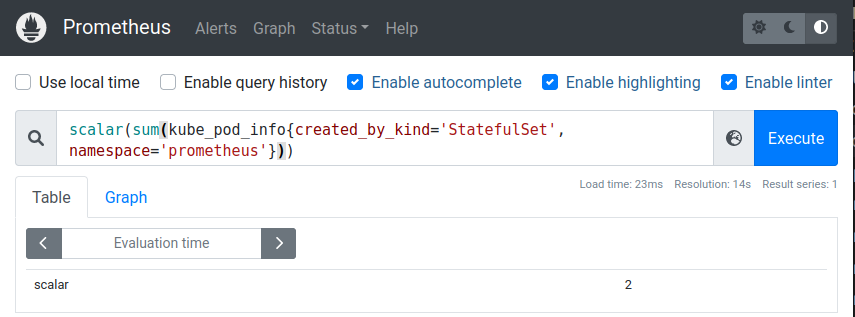 Prometheus Alerts Graph Status Help
Use local time Enable query history Enable autocomplete Enable highlighting Enable linter
scalar(sum(kube_pod_info{created_by_kind='StatefulSet',
namespace='prometheus'}))
Execute
Load time: 23ms Resolution: 14s Result series: 1
Table Graph
Evaluation time
scalar 2